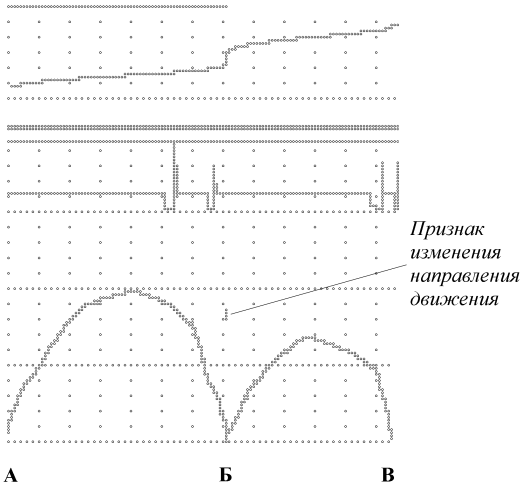 Признак
изменения
направления
движения
А Б В